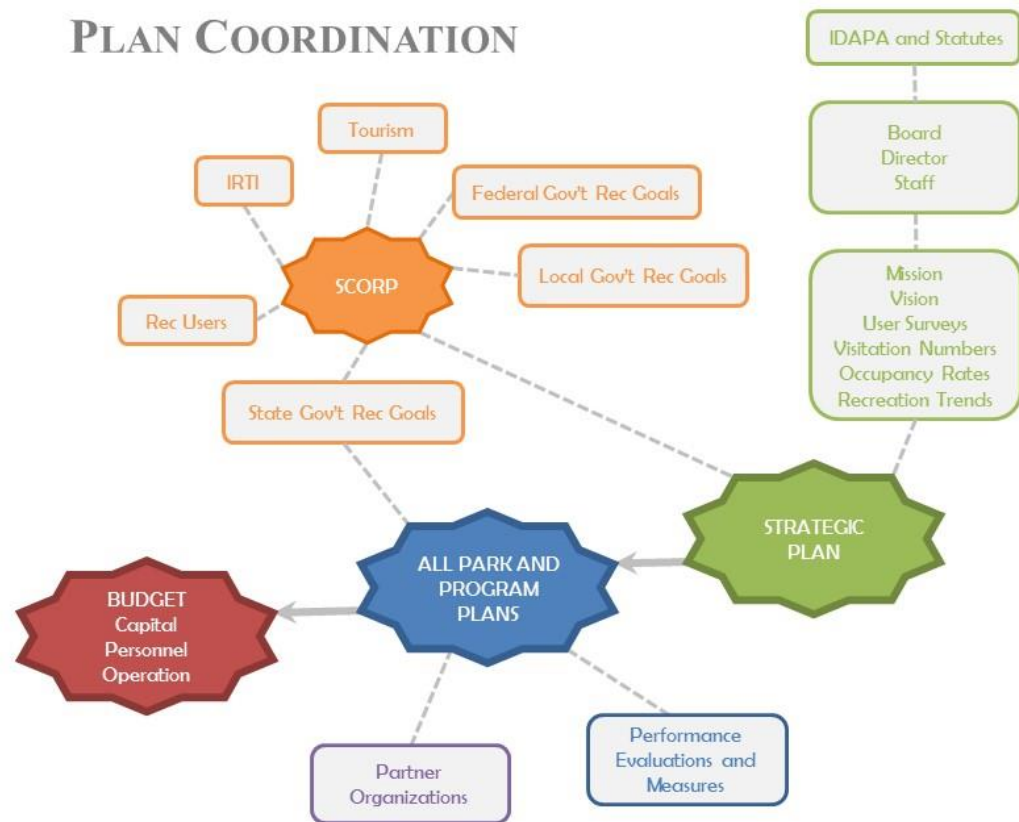 PLAN COORDINATION
IDAPA and Statutes
Board
Director
Staff
Mission
Vision
User Surveys
Visitation Numbers
Occupancy Rates
Recreation Trends
Tourism
IRTI
Federal Gov't Rec Goals
SCORP
Local Gov't Rec Goals
Rec Users
State Gov't Rec Goals
STRATEGIC
PLAN
ALL PARK AND
PROGRAM
PLANS
BUDGET
Capital
Personnel
Operation
Partner
Organizations
Performance
Evaluations and
Measures